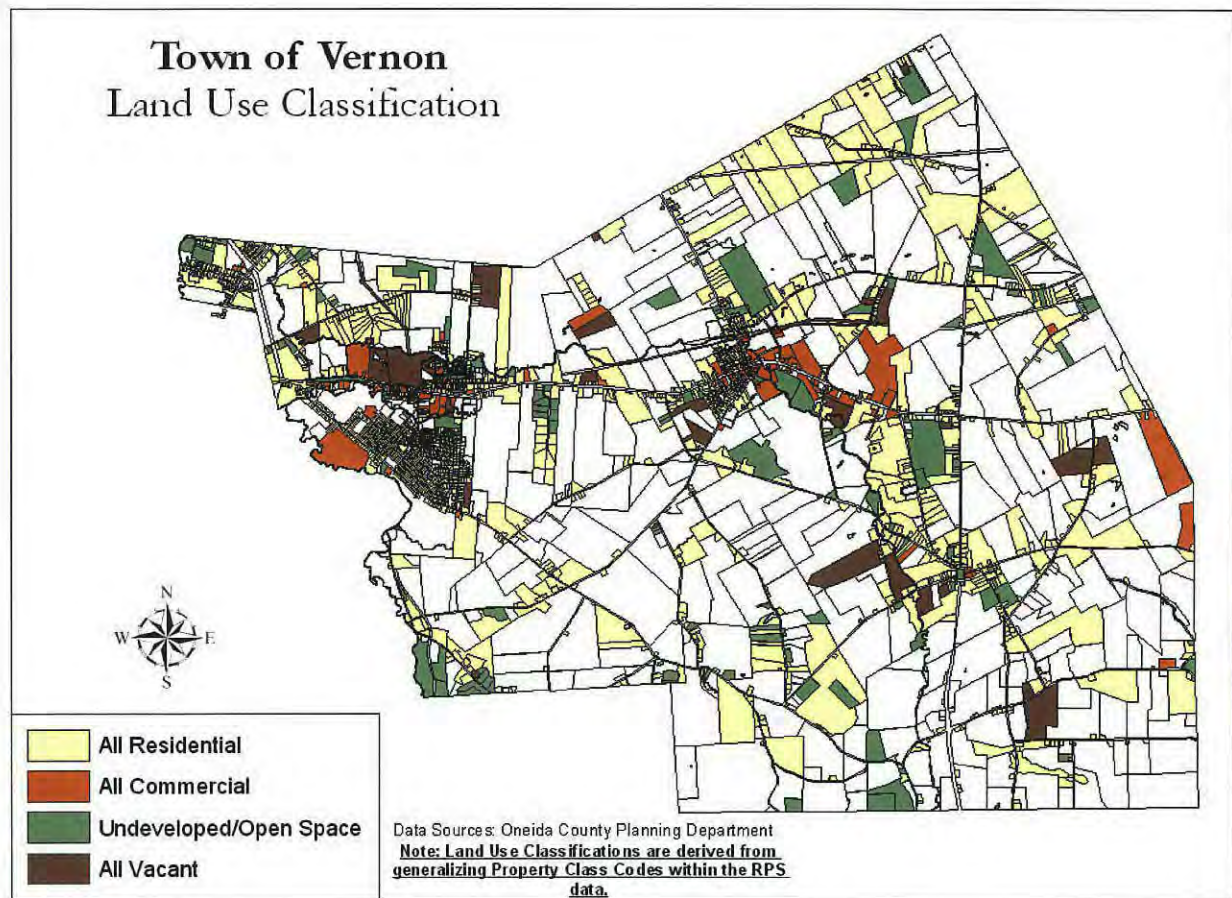 Town of Vernon
Land Use Classification
N
W E
S
All Residential
All Commercial
Undeveloped/Open Space
All Vacant
Data Sources: Oneida County Planning Department
Note: Land Use Classifications are derived from
generalizing Property Class Codes within the RPS
data.